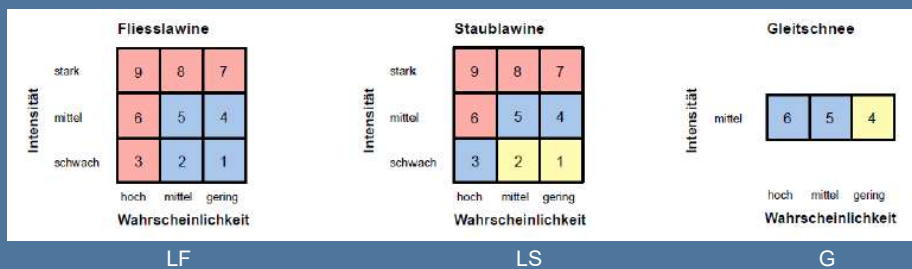 Fliesslawine
Intensität
stark
9 8 7
mittel
6 5 4
schwach
3 2 1
hoch mittel gering
Wahrscheinlichkeit
LF
Staublawine
Intensität
stark
9 8 7
mittel
6 5 4
schwach
3 2 1
hoch mittel gering
Wahrscheinlichkeit
LS
Gleitschnee
Intensität
mittel
6 5 4
hoch mittel gering
Wahrscheinlichkeit
G